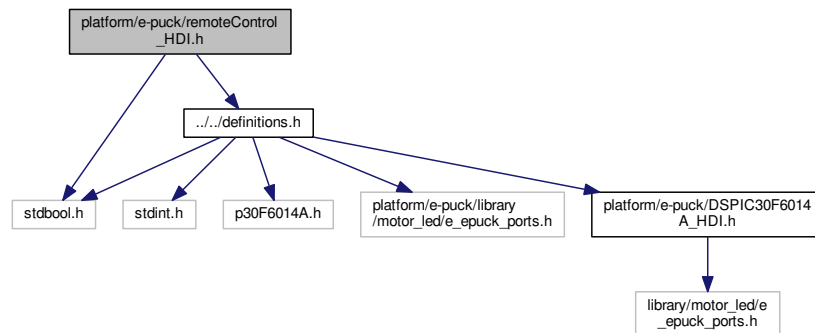 platform/e-puck/remoteControl
_HDI.h
../../definitions.h
stdbool.h
stdint.h
p30F6014A.h
platform/e-puck/library
/motor_led/e_epuck_ports.h
platform/e-puck/DSPIC30F6014
A_HDI.h
library/motor_led/e
_epuck_ports.h